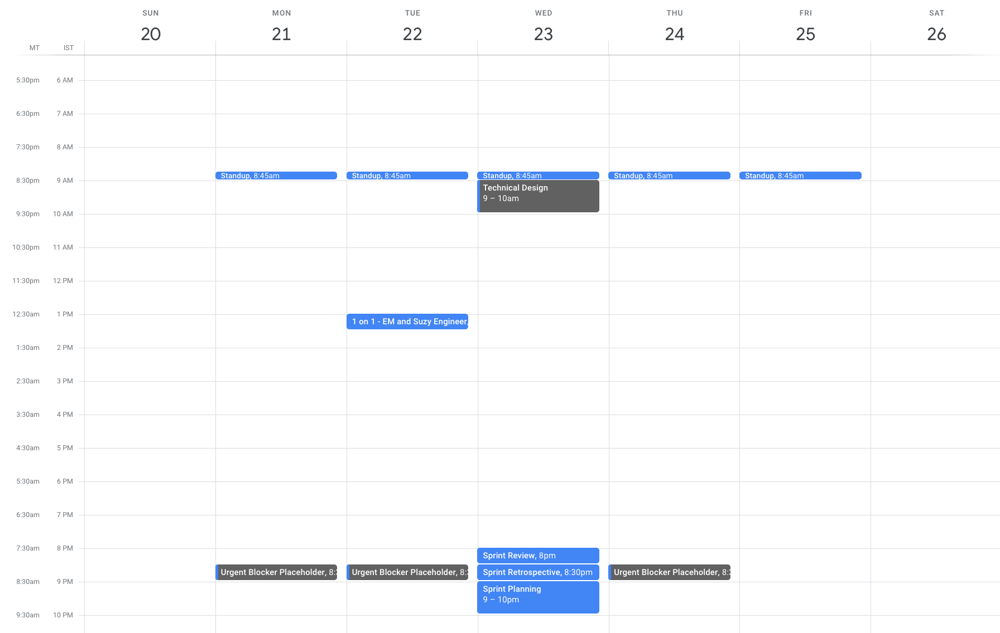 SUN MON TUE WED THU FRI SAT
20 21 22 23 24 25 26
MT IST
5:30pm 6 AM
6:30pm 7 AM
7:30pm 8 AM
Standup, 8:45am Standup, 8:45am Standup, 8:45am Standup, 8:45am Standup, 8:45am
8:30pm 9 AM
Technical Design
9 – 10am
9:30pm 10 AM
10:30pm 11 AM
11:30pm 12 PM
12:30am 1 PM
1 on 1 - EM and Suzy Engineer,
1:30am 2 PM
2:30am 3 PM
3:30am 4 PM
4:30am 5 PM
5:30am 6 PM
6:30am 7 PM
7:30am 8 PM
Sprint Review, 8pm
Urgent Blocker Placeholder, 8:3 Urgent Blocker Placeholder, 8:3 Sprint Retrospective, 8:30pm Urgent Blocker Placeholder, 8:3
8:30am 9 PM
Sprint Planning
9 – 10pm
9:30am 10 PM